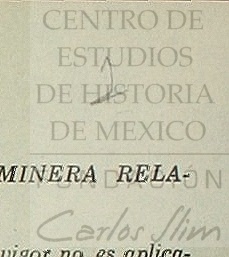 CENTRO DE
ESTUDIOS
DE HISTORIA
DE MEXICO
MINERA RELA-
FUNDACIÓN
Carlos Slim
vigor no es aplica-